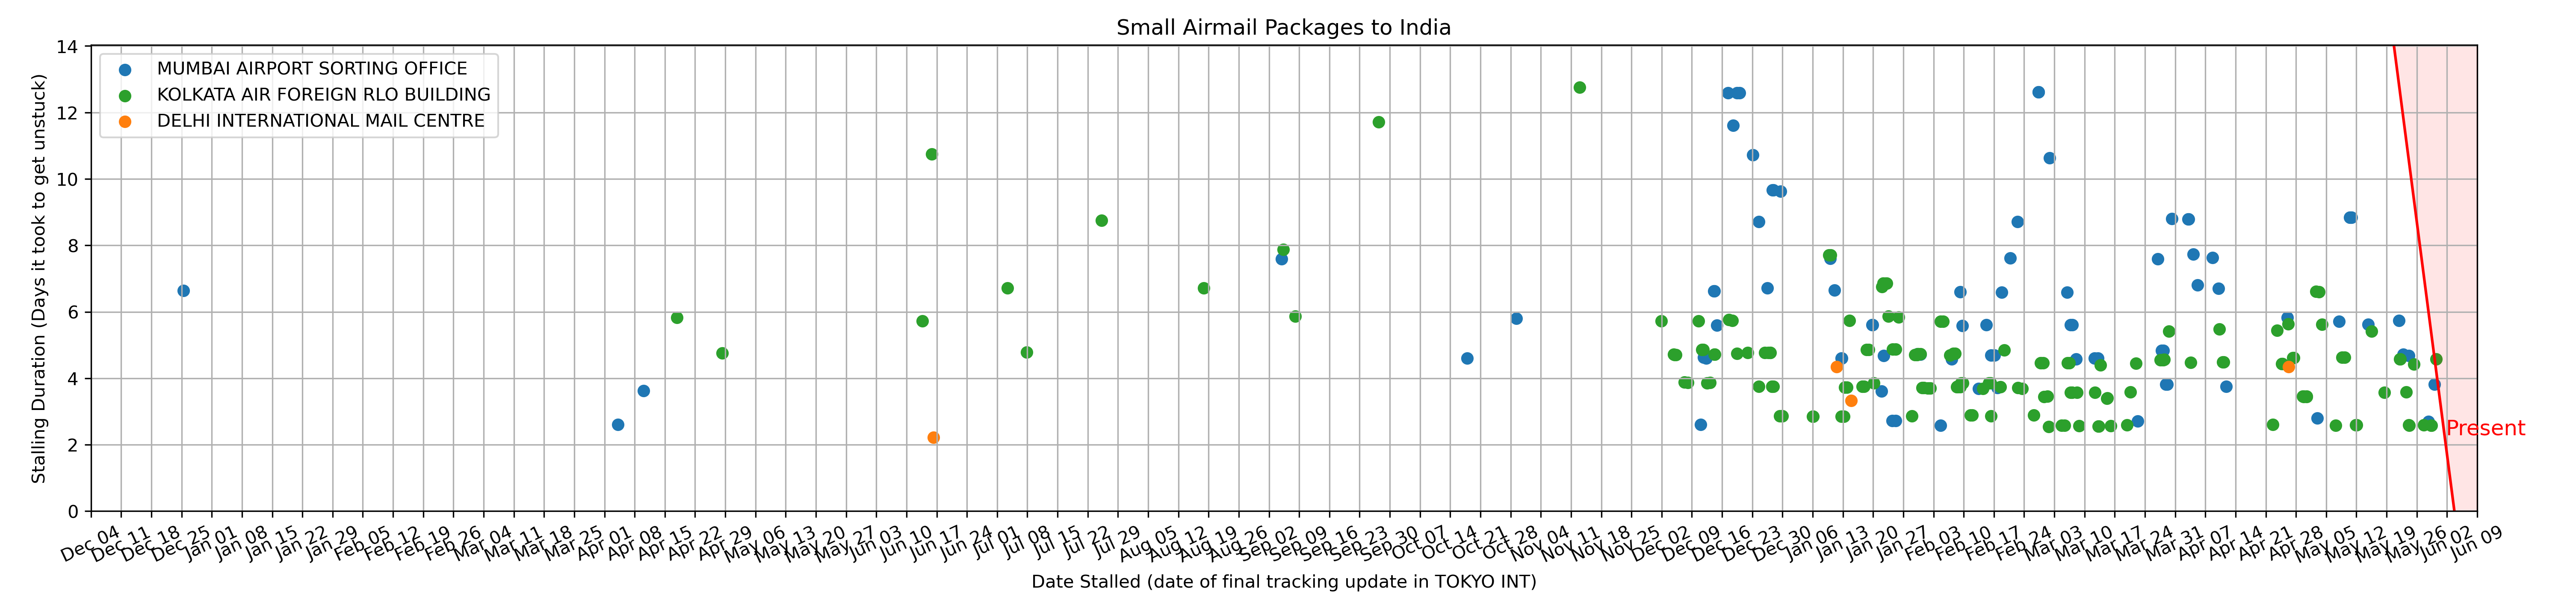 Small Airmail Packages to India
MUMBAI AIRPORT SORTING OFFICE
KOLKATA AIR FOREIGN RLO BUILDING
DELHI INTERNATIONAL MAIL CENTRE
Stalling Duration (Days it took to get unstuck)
14
12
10
8
6
4
2
0
Present
Dec 04 Dec 11 Dec 18 Dec 25 Jan 01 Jan 08 Jan 15 Jan 22 Jan 29 Feb 05 Feb 12 Feb 19 Feb 26 Mar 04 Mar 11 Mar 18 Mar 25 Apr 01 Apr 08 Apr 15 Apr 22 Apr 29 May 06 May 13 May 20 May 27 Jun 03 Jun 10 Jun 17 Jun 24 Jul 01 Jul 08 Jul 15 Jul 22 Jul 29 Aug 05 Aug 12 Aug 19 Aug 26 Sep 02 Sep 09 Sep 16 Sep 23 Sep 30 Oct 07 Oct 14 Oct 21 Oct 28 Nov 04 Nov 11 Nov 18 Nov 25 Dec 02 Dec 09 Dec 16 Dec 23 Dec 30 Jan 06 Jan 13 Jan 20 Jan 27 Feb 03 Feb 10 Feb 17 Feb 24 Mar 03 Mar 10 Mar 17 Mar 24 Mar 31 Apr 07 Apr 14 Apr 21 Apr 28 May 05 May 12 May 19 May 26 Jun 02 Jun 09
Date Stalled (date of final tracking update in TOKYO INT)